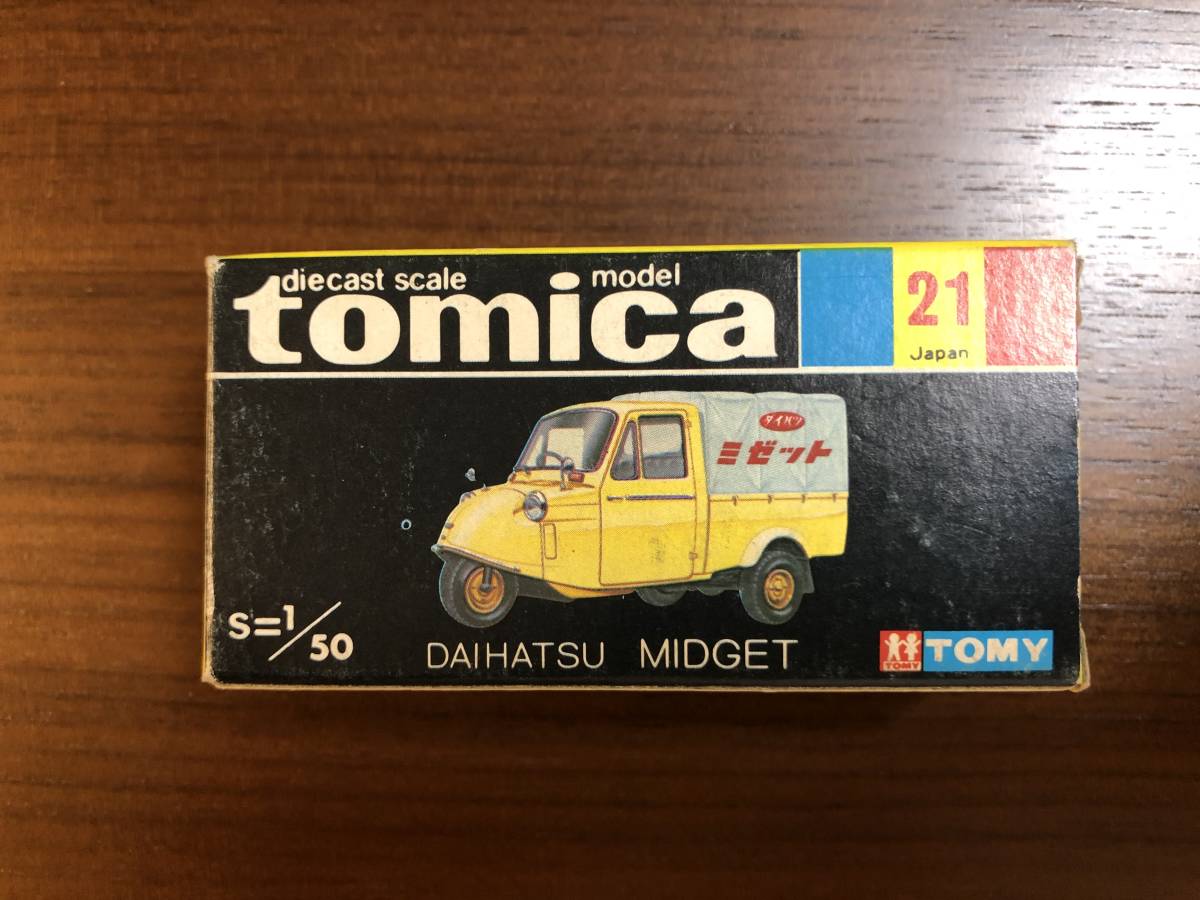 diecast scale model
tomica
21
Japan
ダイハツ
ミゼット
S=1/50
DAIHATSU MIDGET
TOMY
TOMY